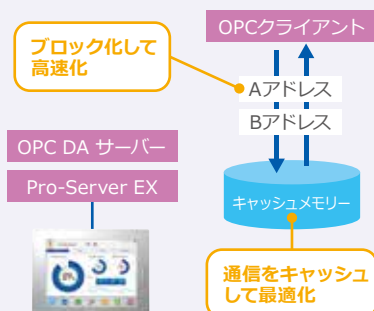 OPCクライアント
ブロック化して
高速化
Aアドレス
Bアドレス
OPC DA サーバー
Pro-Server EX
キャッシュメモリー
通信をキャッシュ
して最適化